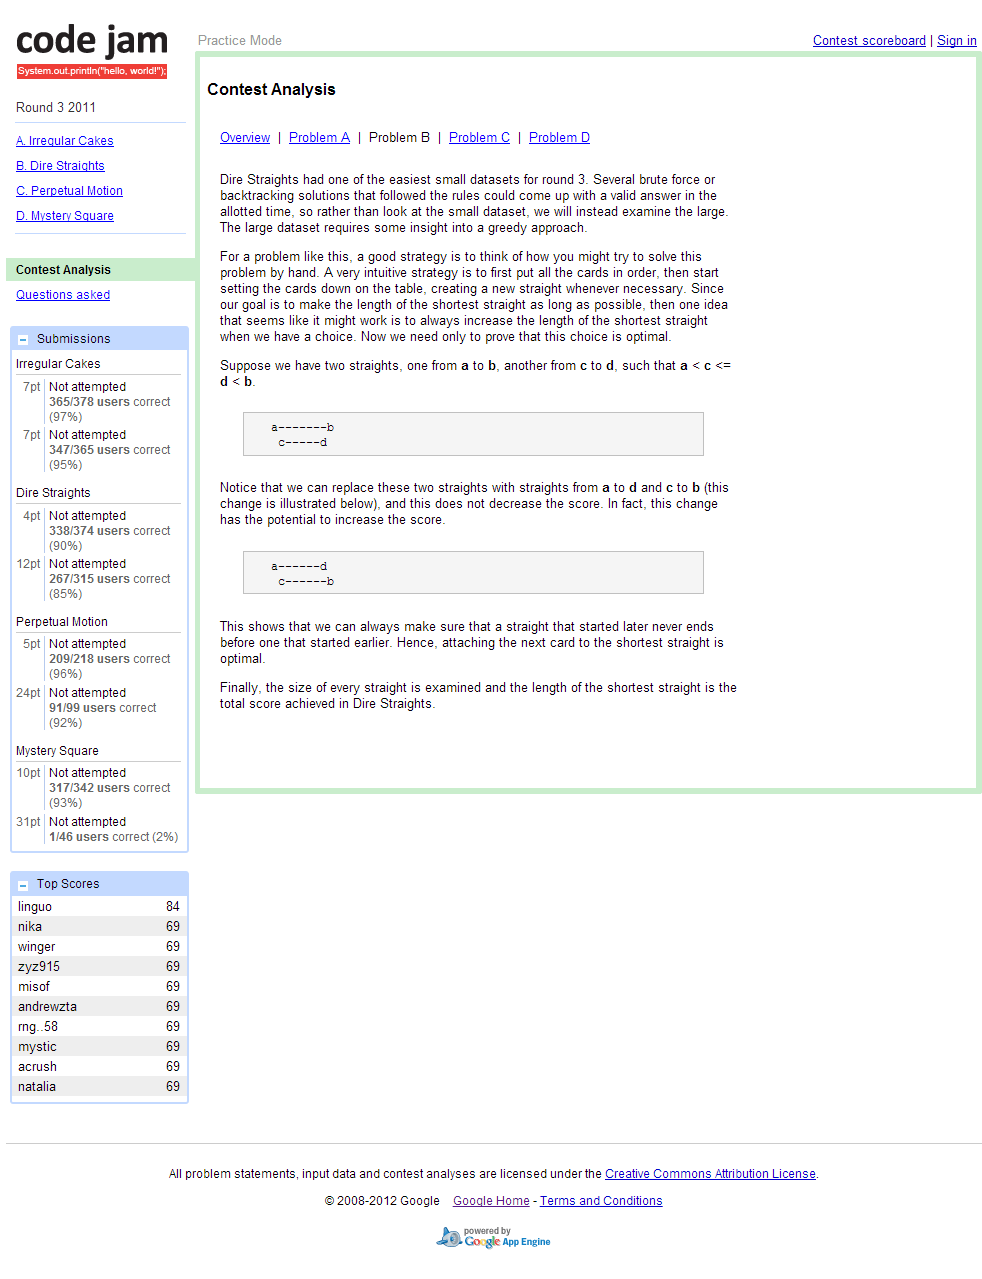 code jam
System.out.println("hello, world!");
Practice Mode
Contest scoreboard | Sign in
Round 3 2011
A. Irregular Cakes
B. Dire Straights
C. Perpetual Motion
D. Mystery Square
Contest Analysis
Questions asked
Submissions
Irregular Cakes
7pt Not attempted
365/378 users correct
(97%)
7pt Not attempted
347/365 users correct
(95%)
Dire Straights
4pt Not attempted
338/374 users correct
(90%)
12pt Not attempted
267/315 users correct
(85%)
Perpetual Motion
5pt Not attempted
209/218 users correct
(96%)
24pt Not attempted
91/99 users correct
(92%)
Mystery Square
10pt Not attempted
317/342 users correct
(93%)
31pt Not attempted
1/46 users correct (2%)
Top Scores
linguo 84
nika 69
winger 69
zyz915 69
misof 69
andrewzta 69
rng..58 69
mystic 69
acrush 69
natalia 69
Contest Analysis
Overview | Problem A | Problem B | Problem C | Problem D
Dire Straights had one of the easiest small datasets for round 3. Several brute force or
backtracking solutions that followed the rules could come up with a valid answer in the
allotted time, so rather than look at the small dataset, we will instead examine the large.
The large dataset requires some insight into a greedy approach.
For a problem like this, a good strategy is to think of how you might try to solve this
problem by hand. A very intuitive strategy is to first put all the cards in order, then start
setting the cards down on the table, creating a new straight whenever necessary. Since
our goal is to make the length of the shortest straight as long as possible, then one idea
that seems like it might work is to always increase the length of the shortest straight
when we have a choice. Now we need only to prove that this choice is optimal.
Suppose we have two straights, one from a to b, another from c to d, such that a < c <=
d < b.
a-------b
c-----d
Notice that we can replace these two straights with straights from a to d and c to b (this
change is illustrated below), and this does not decrease the score. In fact, this change
has the potential to increase the score.
a------d
c------b
This shows that we can always make sure that a straight that started later never ends
before one that started earlier. Hence, attaching the next card to the shortest straight is
optimal.
Finally, the size of every straight is examined and the length of the shortest straight is the
total score achieved in Dire Straights.
All problem statements, input data and contest analyses are licensed under the Creative Commons Attribution License.
© 2008-2012 Google Google Home - Terms and Conditions
powered by
Google App Engine